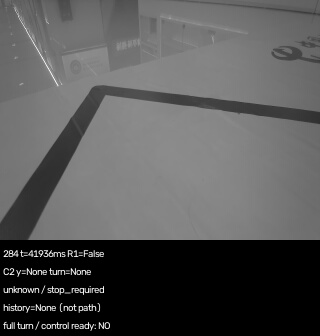 284 t=41936ms R1=False
C2 y=None turn=None
unknown / stop_required
history=None (not path)
full turn / control ready: NO